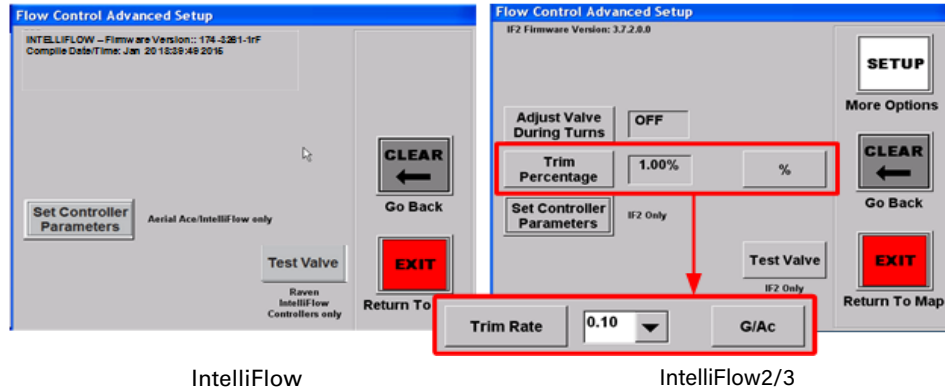 Flow Control Advanced Setup
INTELLIFLOW – Firmware Version:: 174-3281-1rF
Compile Date/Time: Jan 20 18:39:49 2016
CLEAR
Go Back
Set Controller
Parameters
Aerial Ace/IntelliFlow only
Test Valve
Raven
IntelliFlow
Controllers only
EXIT
Return To
IntelliFlow
Flow Control Advanced Setup
IF2 Firmware Version: 3.7.2.0.0
SETUP
More Options
Adjust Valve
During Turns
OFF
Trim
Percentage
1.00%
%
CLEAR
Go Back
Set Controller
Parameters
IF2 Only
Test Valve
IF2 Only
EXIT
Return To Map
Trim Rate
0.10
G/Ac
IntelliFlow2/3